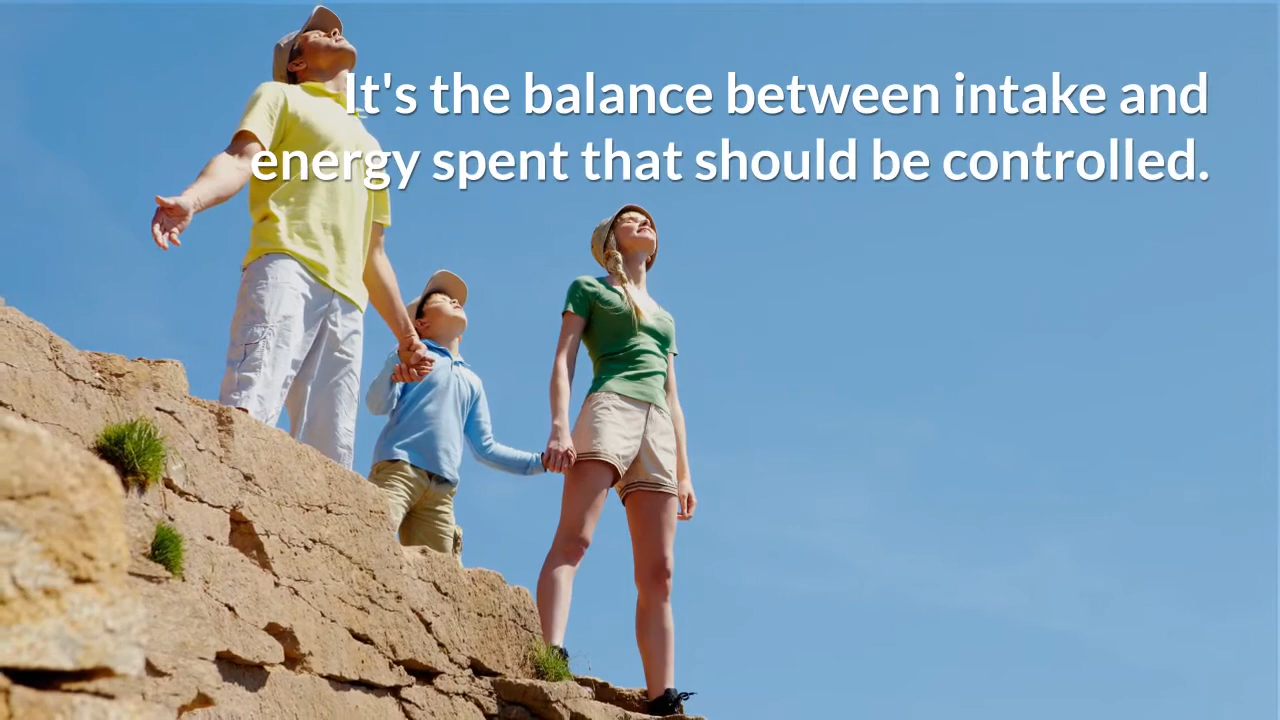 It's the balance between intake and
energy spent that should be controlled.